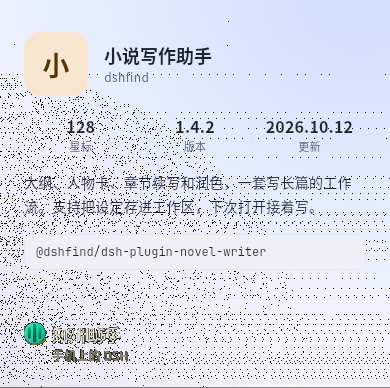 小
小说写作助手
dshfind
128
1.4.2
2026.10.12
星标
版本
更新
大纲、人物卡、章节续写和润色，一套写长篇的工作
流。支持把设定存进工作区，下次打开接着写。
@dshfind/dsh-plugin-novel-writer
手机上的 DSH